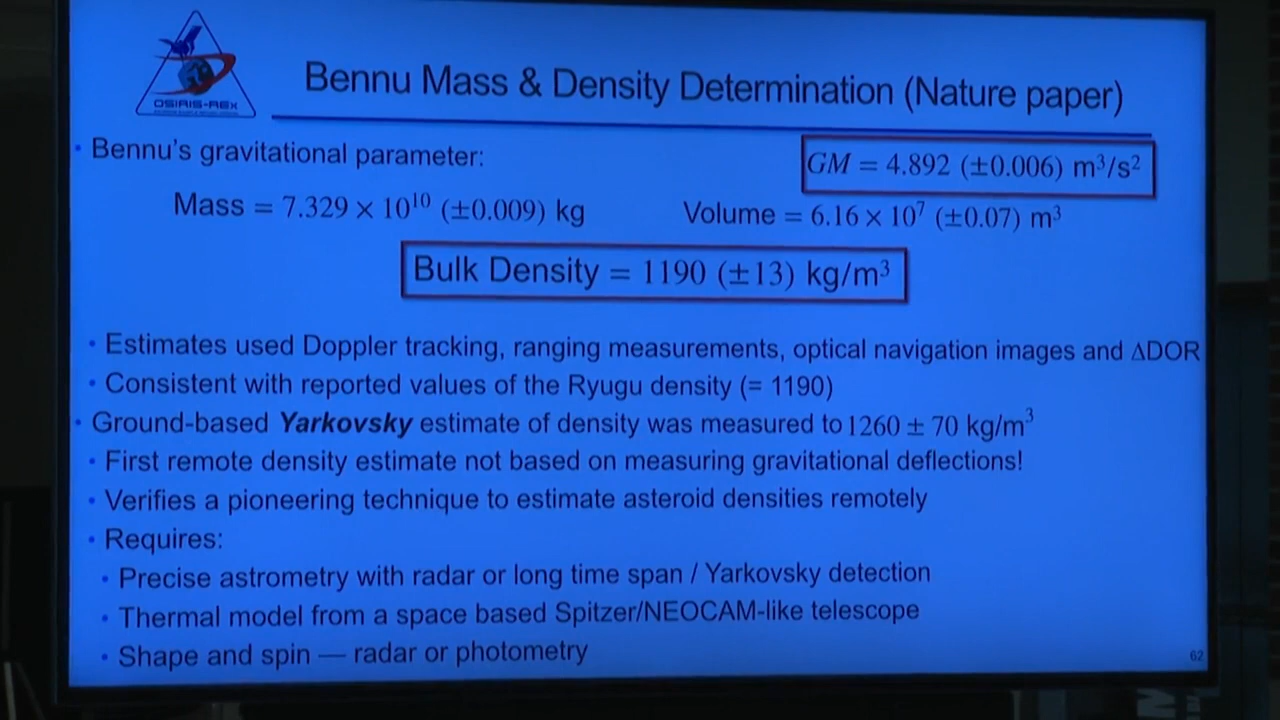 OSIRIS-REx
Bennu Mass & Density Determination (Nature paper)
• Bennu's gravitational parameter:
GM = 4.892 (±0.006) m³/s²
Mass = 7.329 × 10¹⁰ (±0.009) kg
Volume = 6.16 × 10⁷ (±0.07) m³
Bulk Density = 1190 (±13) kg/m³
• Estimates used Doppler tracking, ranging measurements, optical navigation images and ΔDOR
• Consistent with reported values of the Ryugu density (= 1190)
• Ground-based Yarkovsky estimate of density was measured to 1260 ± 70 kg/m³
• First remote density estimate not based on measuring gravitational deflections!
• Verifies a pioneering technique to estimate asteroid densities remotely
• Requires:
• Precise astrometry with radar or long time span / Yarkovsky detection
• Thermal model from a space based Spitzer/NEOCAM-like telescope
• Shape and spin — radar or photometry
62